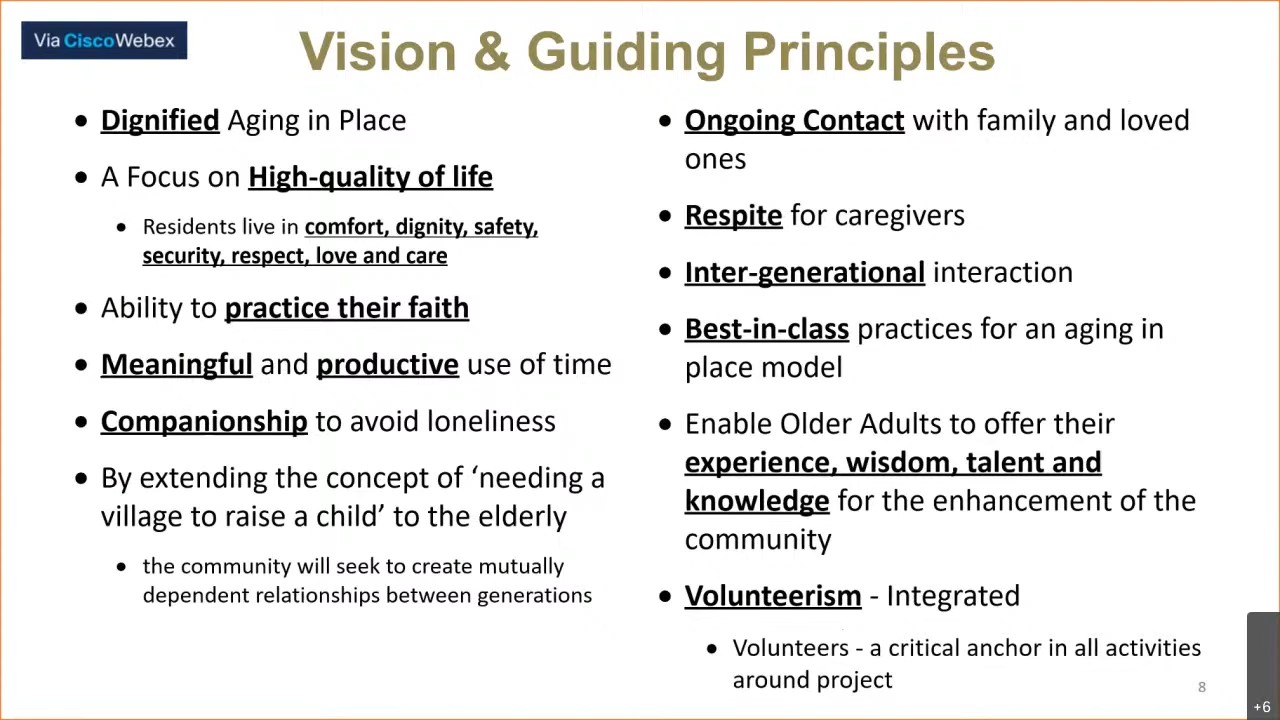 Via CiscoWebex
Vision & Guiding Principles
• Dignified Aging in Place
• A Focus on High-quality of life
• Residents live in comfort, dignity, safety,
security, respect, love and care
• Ability to practice their faith
• Meaningful and productive use of time
• Companionship to avoid loneliness
• By extending the concept of ‘needing a
village to raise a child’ to the elderly
• the community will seek to create mutually
dependent relationships between generations
• Ongoing Contact with family and loved
ones
• Respite for caregivers
• Inter-generational interaction
• Best-in-class practices for an aging in
place model
• Enable Older Adults to offer their
experience, wisdom, talent and
knowledge for the enhancement of the
community
• Volunteerism - Integrated
• Volunteers - a critical anchor in all activities
around project
8
+6